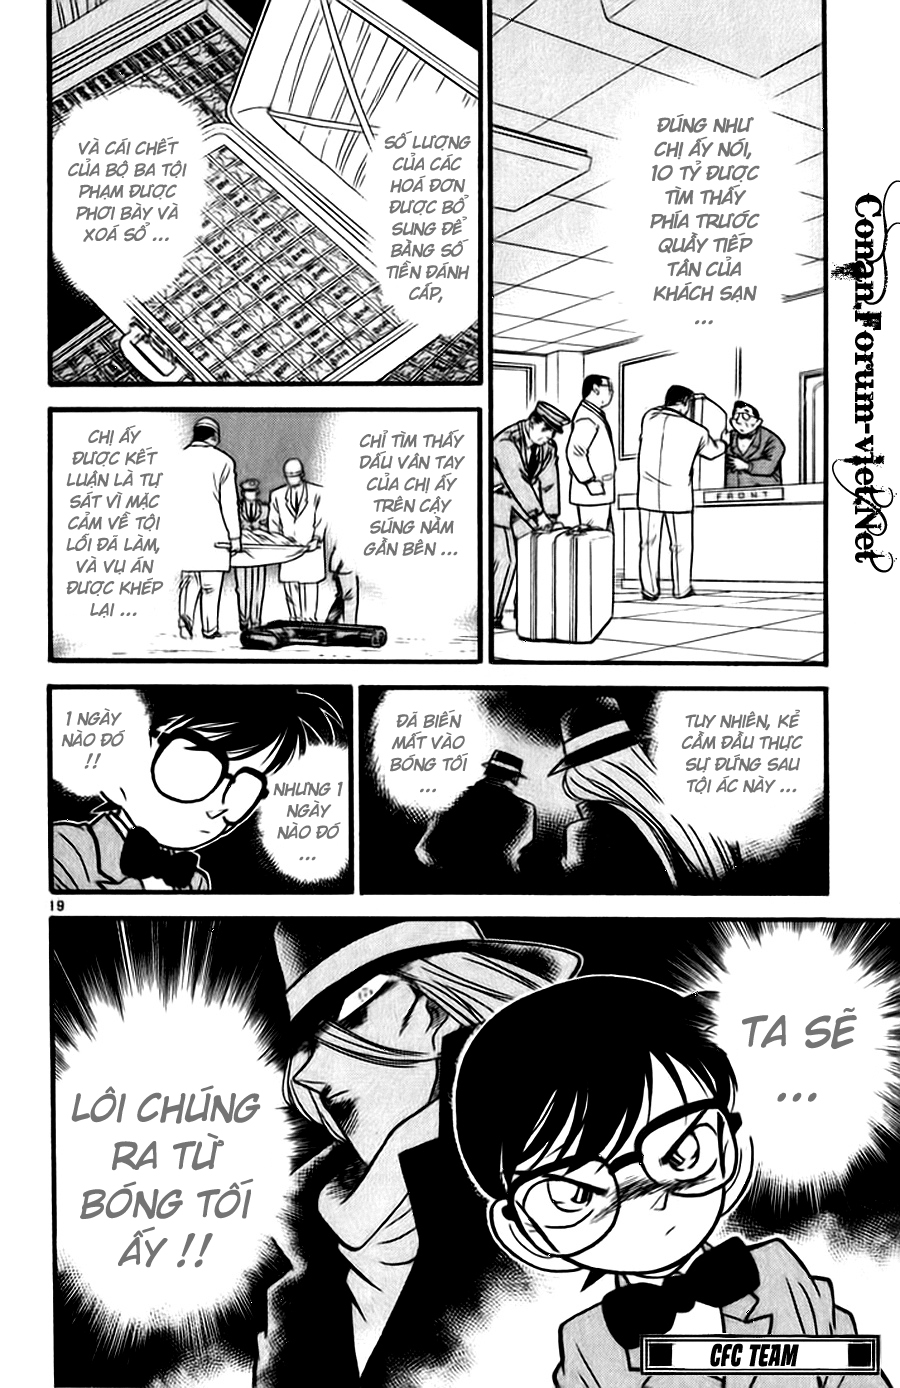 ĐÚNG NHƯ
CHỊ ẤY NÓI,
10 TỶ ĐƯỢC
TÌM THẤY
PHÍA TRƯỚC
QUẦY TIẾP
TÂN CỦA
KHÁCH SẠN
...
SỐ LƯỢNG
CỦA CÁC
HOÁ ĐƠN
ĐƯỢC BỔ
SUNG ĐỂ
BẰNG SỐ
TIỀN ĐÁNH
CẮP,
VÀ CÁI CHẾT
CỦA BỘ BA TỘI
PHẠM ĐƯỢC
PHƠI BÀY VÀ
XOÁ SỔ ...
FRONT
CHỈ TÌM THẤY
DẤU VÂN TAY
CỦA CHỊ ẤY
TRÊN CÂY
SÚNG NẰM
GẦN BÊN ...
CHỊ ẤY
ĐƯỢC KẾT
LUẬN LÀ TỰ
SÁT VÌ MẶC
CẢM VỀ TỘI
LỖI ĐÃ LÀM,
VÀ VỤ ÁN
ĐƯỢC KHÉP
LẠI ...
TUY NHIÊN, KẺ
CẦM ĐẦU THỰC
SỰ ĐỨNG SAU
TỘI ÁC NÀY ...
ĐÃ BIẾN
MẤT VÀO
BÓNG TỐI
...
NHƯNG 1
NGÀY
NÀO ĐÓ
...
1 NGÀY
NÀO ĐÓ
!!
19
TA SẼ
...
LÔI CHÚNG
RA TỪ
BÓNG TỐI
ẤY !!
CFC TEAM
ConanForum-viet.Net